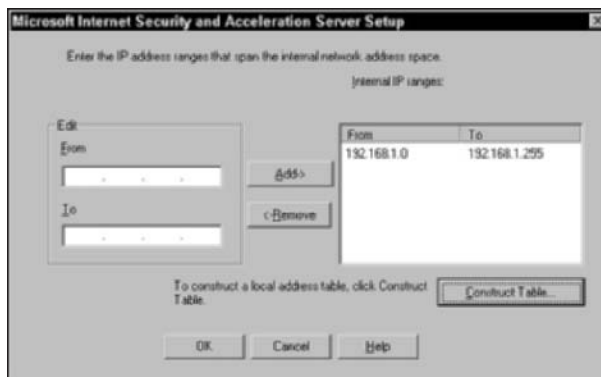 Microsoft Internet Security and Acceleration Server Setup
Enter the IP address ranges that span the internal network address space.
Internal IP ranges:
Edit
From
To
Add->
<-Remove
From To
192.168.1.0 192.168.1.255
To construct a local address table, click Construct
Table.
Construct Table...
OK Cancel Help